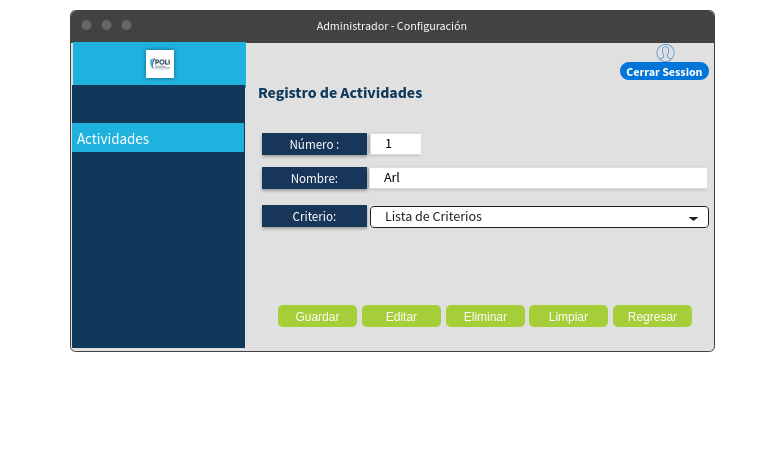 Administrador - Configuración
POLI
Cerrar Session
Registro de Actividades
Actividades
Número : 1
Nombre: Arl
Criterio: Lista de Criterios
Guardar Editar Eliminar Limpiar Regresar